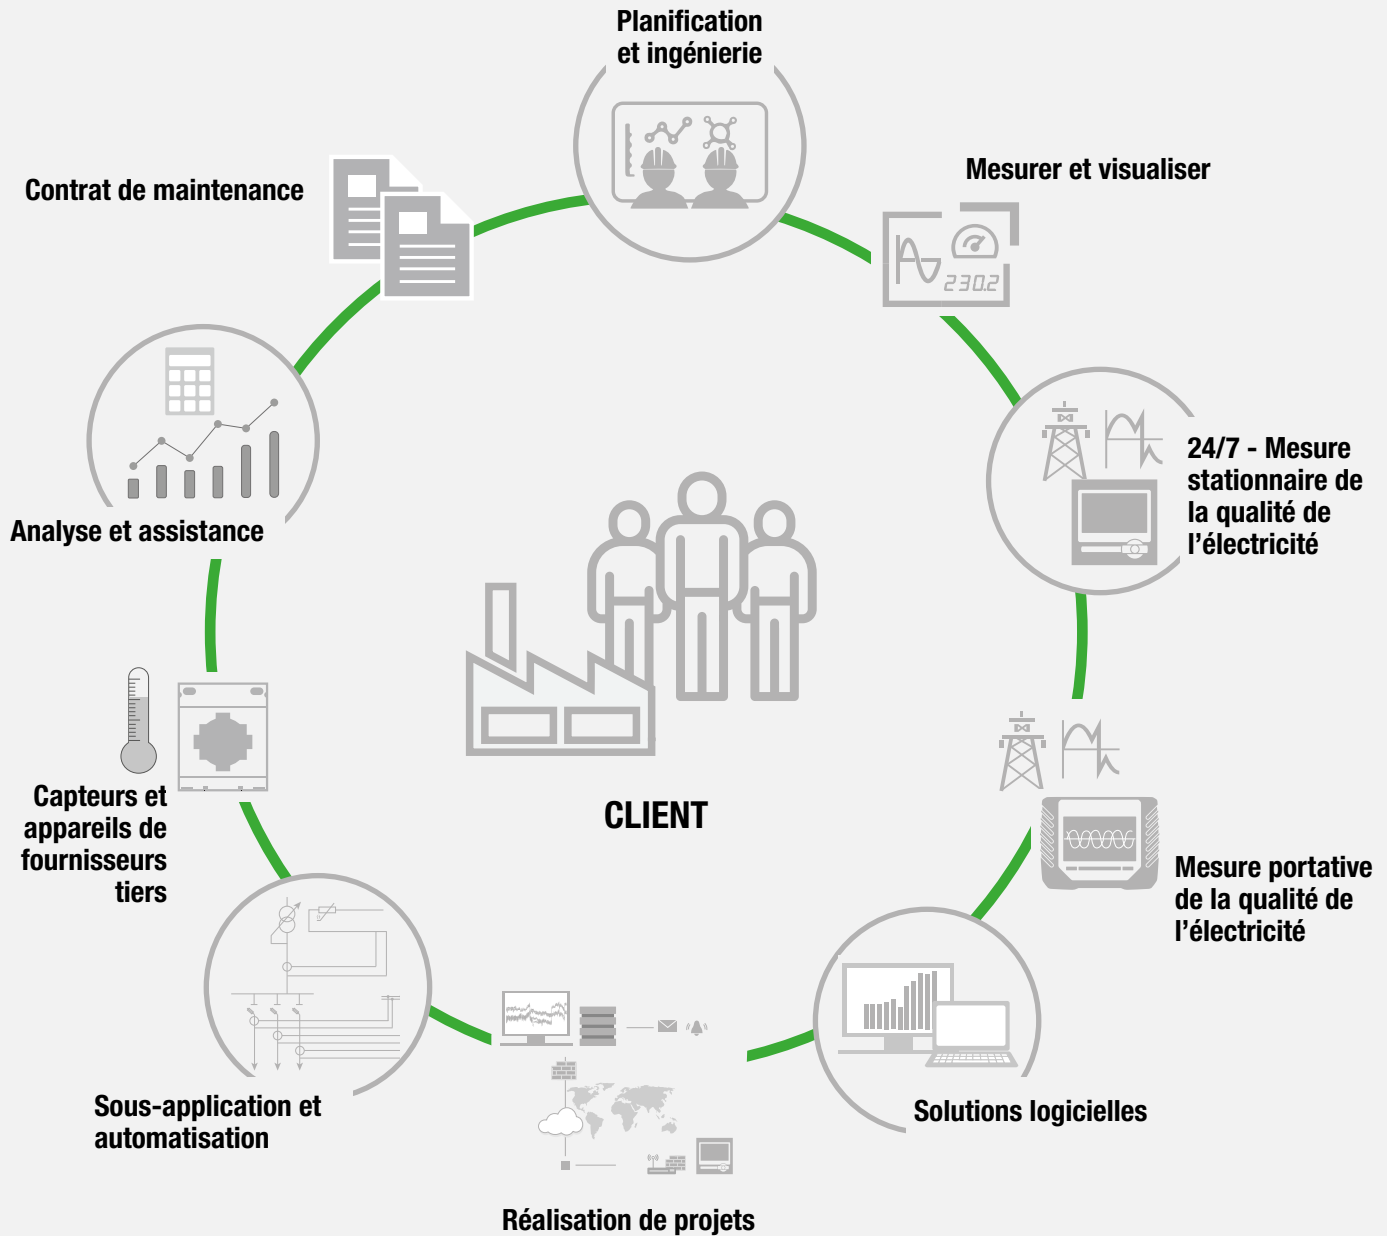 Planification
et ingénierie
Contrat de maintenance
Mesurer et visualiser
230.2
24/7 - Mesure
stationnaire de
la qualité de
l’électricité
Analyse et assistance
Capteurs et
appareils de
fournisseurs
tiers
CLIENT
Mesure portative
de la qualité de
l’électricité
Sous-application et
automatisation
Solutions logicielles
Réalisation de projets